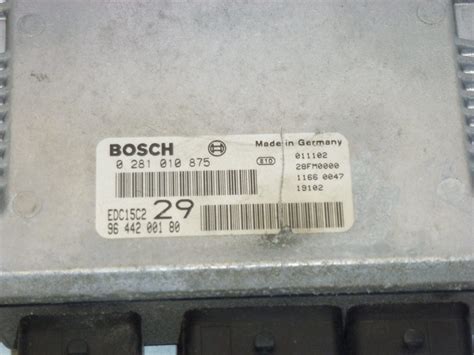 BOSCH
Made in Germany
0 281 010 875
E10
011102
28FM0000
1166 0047
19102
EDC15C2 29
96 442 001 80